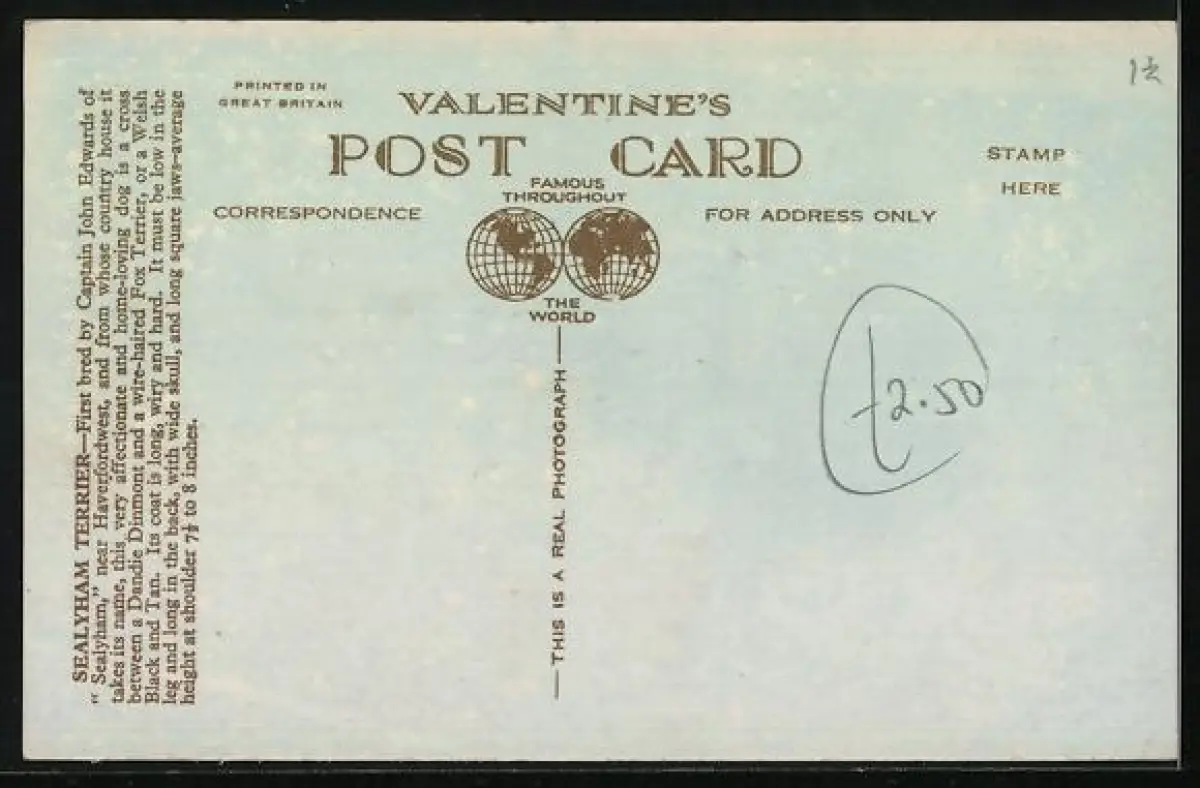 SEALYHAM TERRIER—First bred by Captain John Edwards of
" Sealyham," near Haverfordwest, and from whose country house it
takes its name, this very affectionate and home-loving dog is a cross
between a Dandie Dinmont and a wire-haired Fox Terrier, or a Welsh
Black and Tan. Its coat is long, wiry and hard. It must be low in the
leg and long in the back, with wide skull, and long square jaws—average
height at shoulder 7½ to 8 inches.
PRINTED IN
GREAT BRITAIN
VALENTINE'S
POST CARD
FAMOUS
THROUGHOUT
THE
WORLD
CORRESPONDENCE
FOR ADDRESS ONLY
STAMP
HERE
1½
£2.50
THIS IS A REAL PHOTOGRAPH